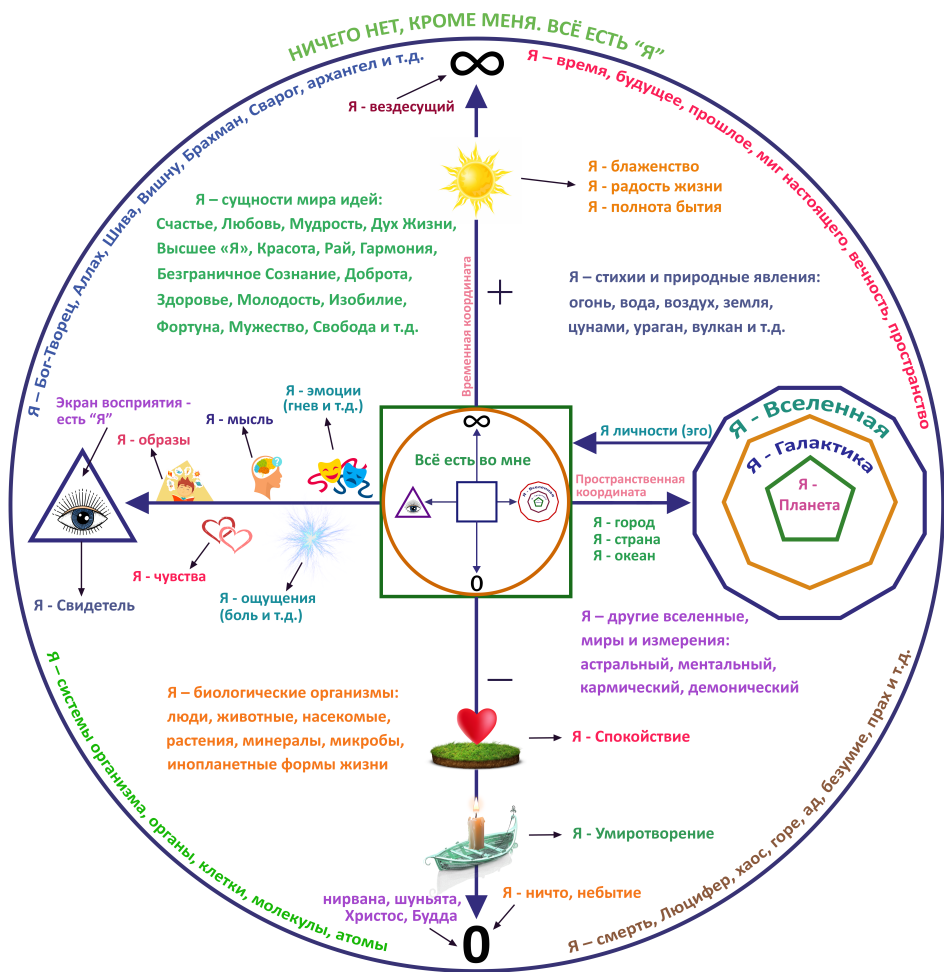 НИЧЕГО НЕТ, КРОМЕ МЕНЯ. ВСЁ ЕСТЬ “Я”
Я – Бог-Творец, Аллах, Шива, Вишну, Брахман, Сварог, архангел и т.д.
Я – время, будущее, прошлое, миг настоящего, вечность, пространство
∞
Я - вездесущий
Я - блаженство
Я - радость жизни
Я - полнота бытия
Я – сущности мира идей:
Счастье, Любовь, Мудрость, Дух Жизни,
Высшее «Я», Красота, Рай, Гармония,
Безграничное Сознание, Доброта,
Здоровье, Молодость, Изобилие,
Фортуна, Мужество, Свобода и т.д.
Временная координата
+
Я – стихии и природные явления:
огонь, вода, воздух, земля,
цунами, ураган, вулкан и т.д.
Экран восприятия -
есть “Я”
Я - образы
Я - мысль
Я - эмоции
(гнев и т.д.)
Я - чувства
Я - ощущения
(боль и т.д.)
Я - Свидетель
∞
Всё есть во мне
Я - Вселенная
0
Я личности (эго)
Пространственная
координата
Я - город
Я - страна
Я - океан
Я - Вселенная
Я - Галактика
Я -
Планета
Я – другие вселенные,
миры и измерения:
астральный, ментальный,
кармический, демонический
—
Я – биологические организмы:
люди, животные, насекомые,
растения, минералы, микробы,
инопланетные формы жизни
Я - Спокойствие
Я - Умиротворение
нирвана, шуньята,
Христос, Будда
Я - ничто, небытие
0
Я – системы организма, органы, клетки, молекулы, атомы
Я – смерть, Люцифер, хаос, горе, ад, безумие, прах и т.д.